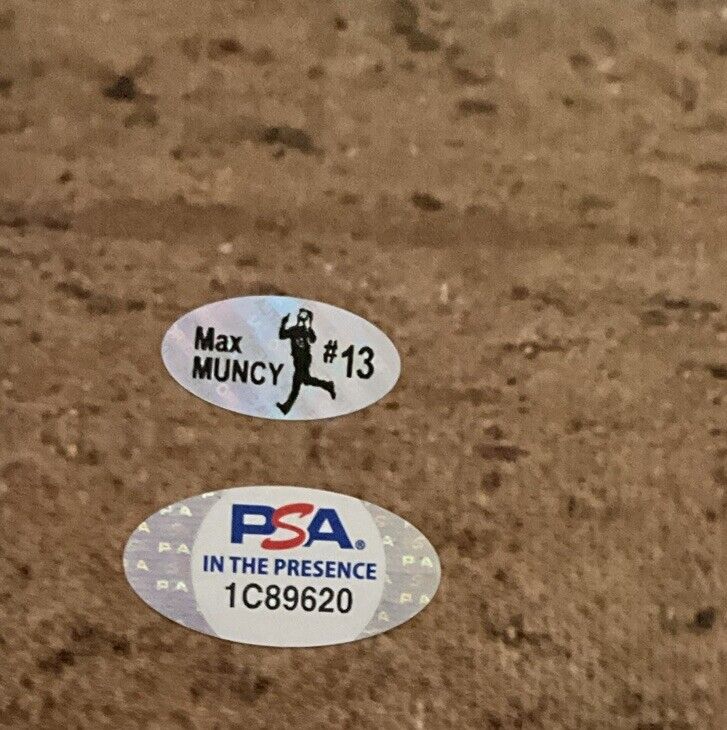 Max
MUNCY
#13
PSA®
IN THE PRESENCE
1C89620